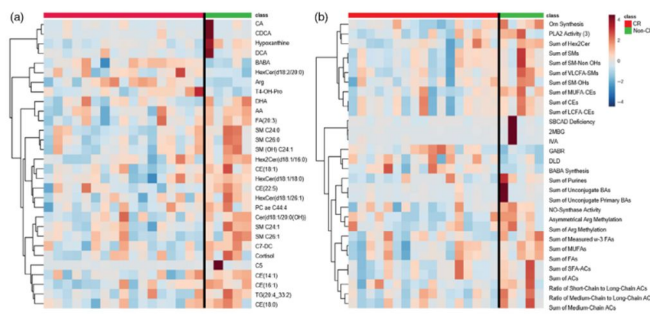 (a)
class
CA
CDCA
Hypoxanthine
DCA
BABA
HexCer(d18:2/20:0)
Arg
T4-OH-Pro
DHA
AA
FA(20:3)
SM C24:0
SM C26:0
SM (OH) C24:1
Hex2Cer(d18:1/16:0)
CE(18:1)
HexCer(d18:1/18:0)
CE(22:5)
HexCer(d18:1/26:1)
PC ae C44:4
Cer(d18:1/20:0(OH))
SM C24:1
SM C26:1
C7-DC
Cortisol
C5
CE(14:1)
CE(16:1)
TG(20:4_33:2)
CE(18:0)
(b)
class
Orn Synthesis
PLA2 Activity (3)
Sum of Hex2Cer
Sum of SMs
Sum of SM-Non OHs
Sum of VLCFA-SMs
Sum of SM-OHs
Sum of MUFA-CEs
Sum of CEs
Sum of LCFA-CEs
SBCAD Deficiency
2MBG
IVA
GABR
DLD
BABA Synthesis
Sum of Purines
Sum of Unconjugate BAs
Sum of Unconjugate Primary BAs
NO-Synthase Activity
Asymmetrical Arg Methylation
Sum of Arg Methylation
Sum of Measured ω-3 FAs
Sum of MUFAs
Sum of FAs
Sum of SFA-ACs
Sum of ACs
Ratio of Short-Chain to Long-Chain ACs
Ratio of Medium-Chain to Long-Chain ACs
Sum of Medium-Chain ACs
4
2
0
−2
−4
class
CR
Non-CR